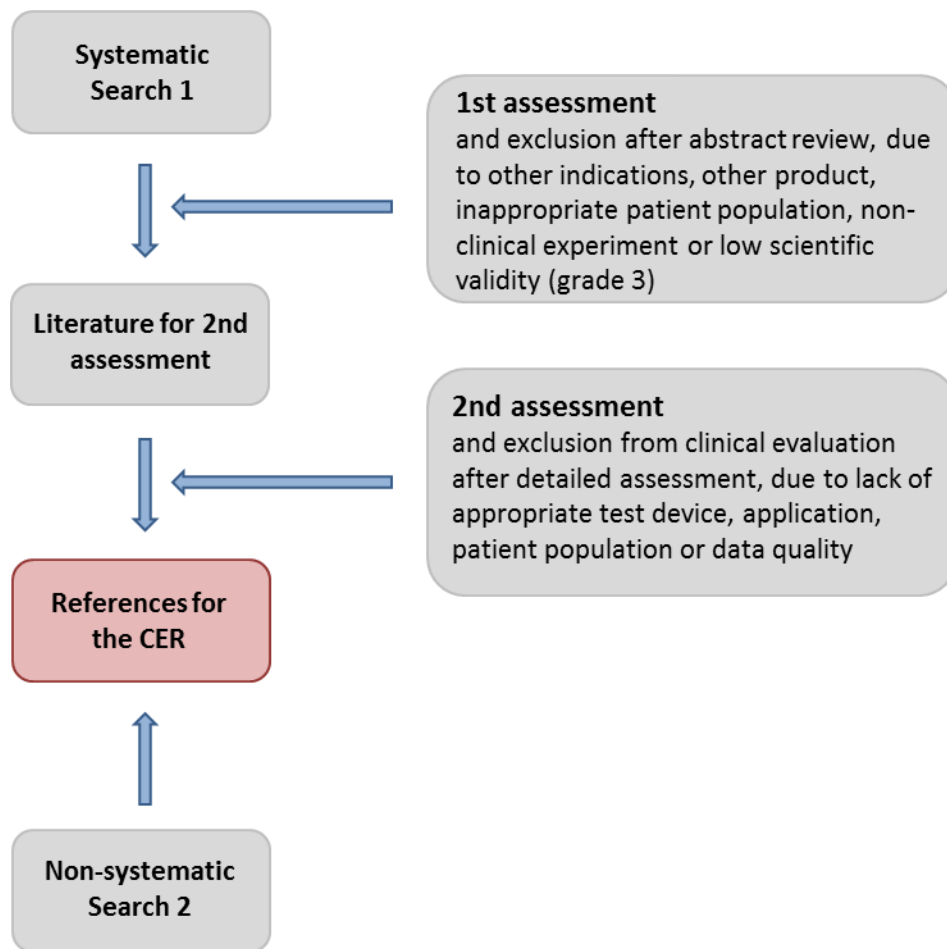 Systematic
Search 1
1st assessment
and exclusion after abstract review, due
to other indications, other product,
inappropriate patient population, non-
clinical experiment or low scientific
validity (grade 3)
Literature for 2nd
assessment
2nd assessment
and exclusion from clinical evaluation
after detailed assessment, due to lack of
appropriate test device, application,
patient population or data quality
References for
the CER
Non-systematic
Search 2